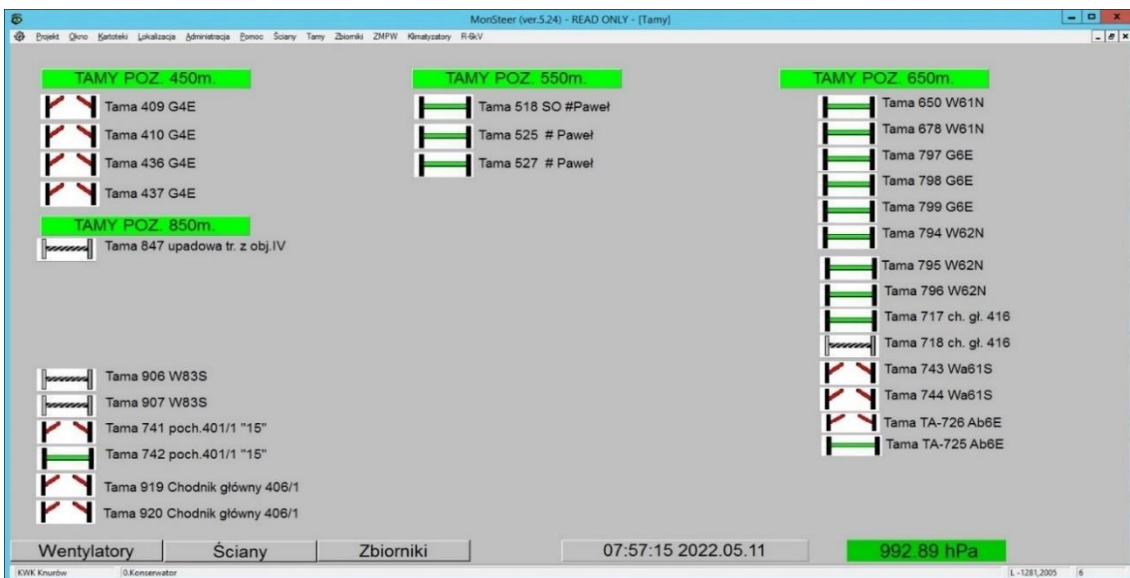 MonSteer (ver.5.24) - READ ONLY - [Tamy]
Projekt Okno Kartoteki Lokalizacja Administracja Pomoc Ściany Tamy Zbiorniki ZMPW Klimatyzatory R-6kV
TAMY POZ. 450m.
Tama 409 G4E
Tama 410 G4E
Tama 436 G4E
Tama 437 G4E
TAMY POZ. 850m.
Tama 847 upadowa tr. z obj.IV
Tama 906 W83S
Tama 907 W83S
Tama 741 poch.401/1 "15"
Tama 742 poch.401/1 "15"
Tama 919 Chodnik główny 406/1
Tama 920 Chodnik główny 406/1
TAMY POZ. 550m.
Tama 518 SO #Paweł
Tama 525 # Paweł
Tama 527 # Paweł
TAMY POZ. 650m.
Tama 650 W61N
Tama 678 W61N
Tama 797 G6E
Tama 798 G6E
Tama 799 G6E
Tama 794 W62N
Tama 795 W62N
Tama 796 W62N
Tama 717 ch. gł. 416
Tama 718 ch. gł. 416
Tama 743 Wa61S
Tama 744 Wa61S
Tama TA-726 Ab6E
Tama TA-725 Ab6E
Wentylatory Ściany Zbiorniki 07:57:15 2022.05.11 992.89 hPa
KWK Knurów 0.Konserwator L -1281,2005 6